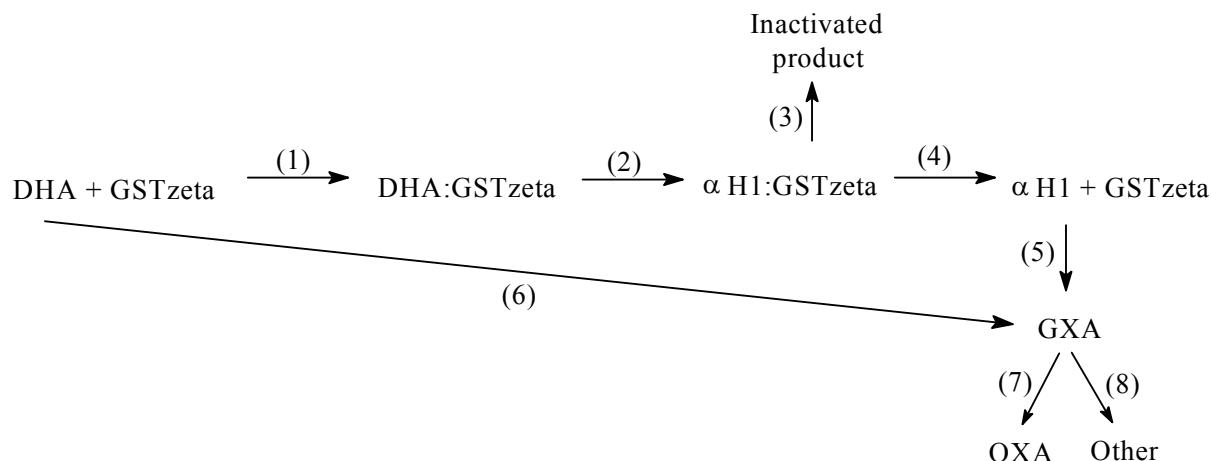 Inactivated
product
(3)
(1) (2) (4)
DHA + GSTzeta DHA:GSTzeta α H1:GSTzeta α H1 + GSTzeta
(5)
(6)
GXA
(7) (8)
OXA Other